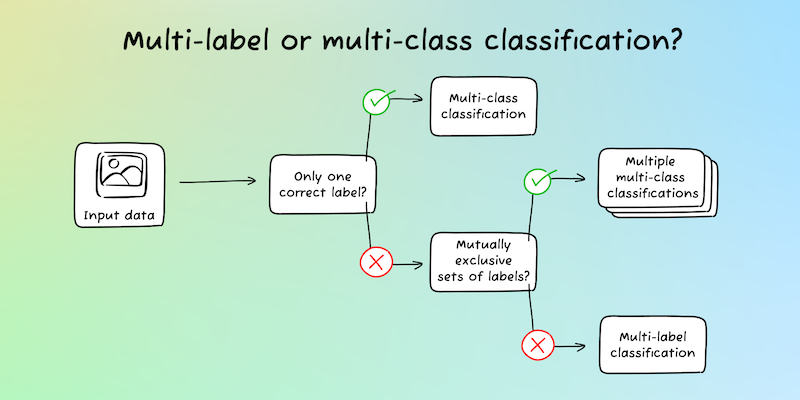 Multi-label or multi-class classification?
Multi-class
classification
Input data
Only one
correct label?
Multiple
multi-class
classifications
Mutually
exclusive
sets of labels?
Multi-label
classification